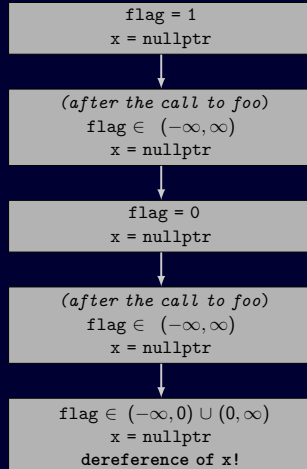 flag = 1
x = nullptr
(after the call to foo)
flag ∈ (−∞, ∞)
x = nullptr
flag = 0
x = nullptr
(after the call to foo)
flag ∈ (−∞, ∞)
x = nullptr
flag ∈ (−∞, 0) ∪ (0, ∞)
x = nullptr
dereference of x!